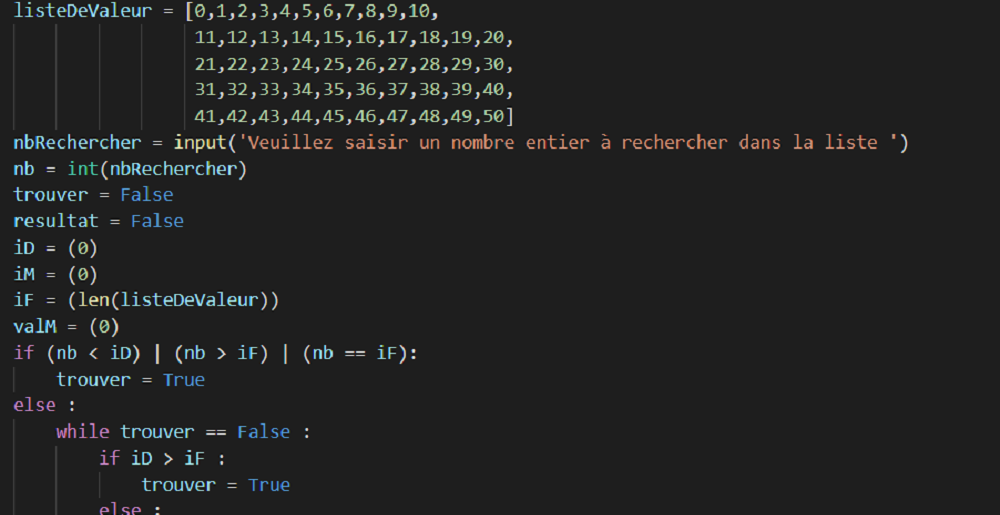 listeDeValeur = [0,1,2,3,4,5,6,7,8,9,10,
11,12,13,14,15,16,17,18,19,20,
21,22,23,24,25,26,27,28,29,30,
31,32,33,34,35,36,37,38,39,40,
41,42,43,44,45,46,47,48,49,50]
nbRechercher = input('Veuillez saisir un nombre entier à rechercher dans la liste ')
nb = int(nbRechercher)
trouver = False
resultat = False
iD = (0)
iM = (0)
iF = (len(listeDeValeur))
valM = (0)
if (nb < iD) | (nb > iF) | (nb == iF):
    trouver = True
else :
    while trouver == False :
        if iD > iF :
            trouver = True
        else :